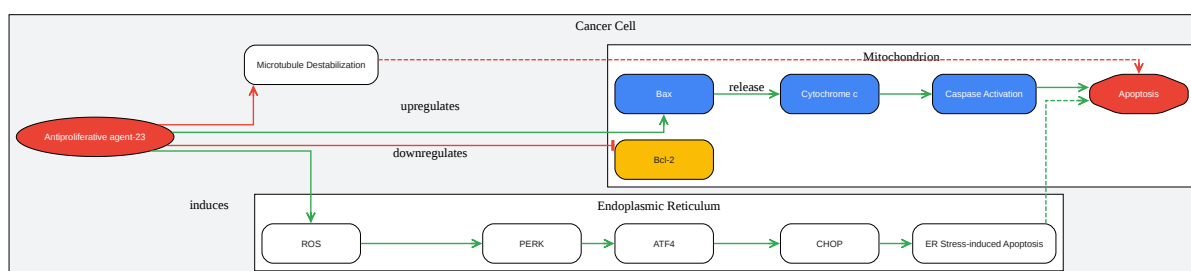 Cancer Cell
Microtubule Destabilization
Mitochondrion
upregulates
Bax
release
Cytochrome c
Caspase Activation
Apoptosis
Antiproliferative agent-23
downregulates
Bcl-2
induces
Endoplasmic Reticulum
ROS
PERK
ATF4
CHOP
ER Stress-induced Apoptosis